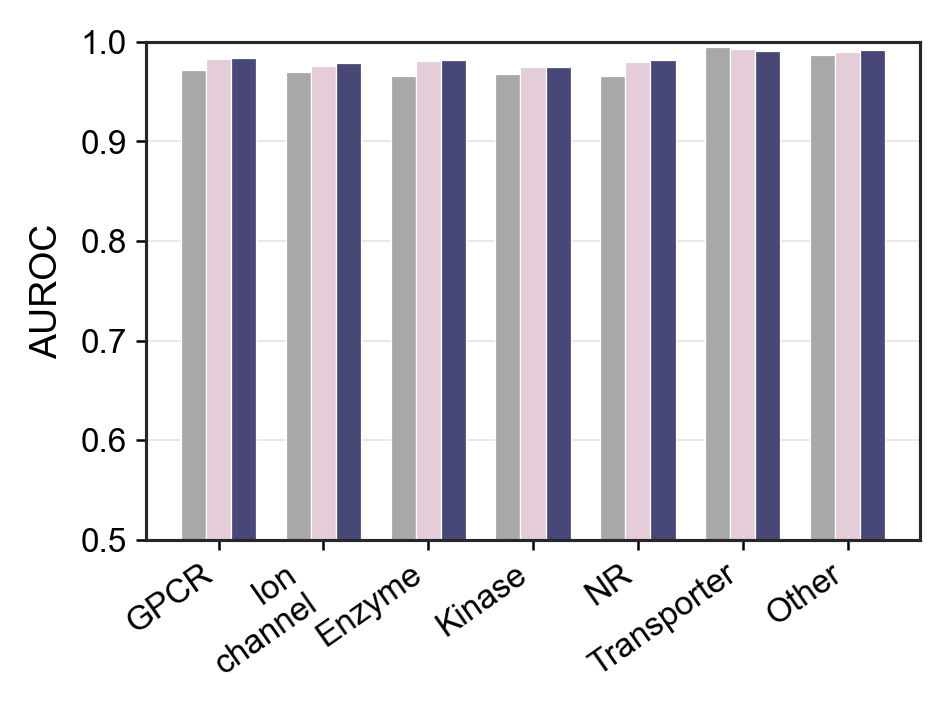 AUROC
1.0
0.9
0.8
0.7
0.6
0.5
GPCR
Ion
channel
Enzyme
Kinase
NR
Transporter
Other